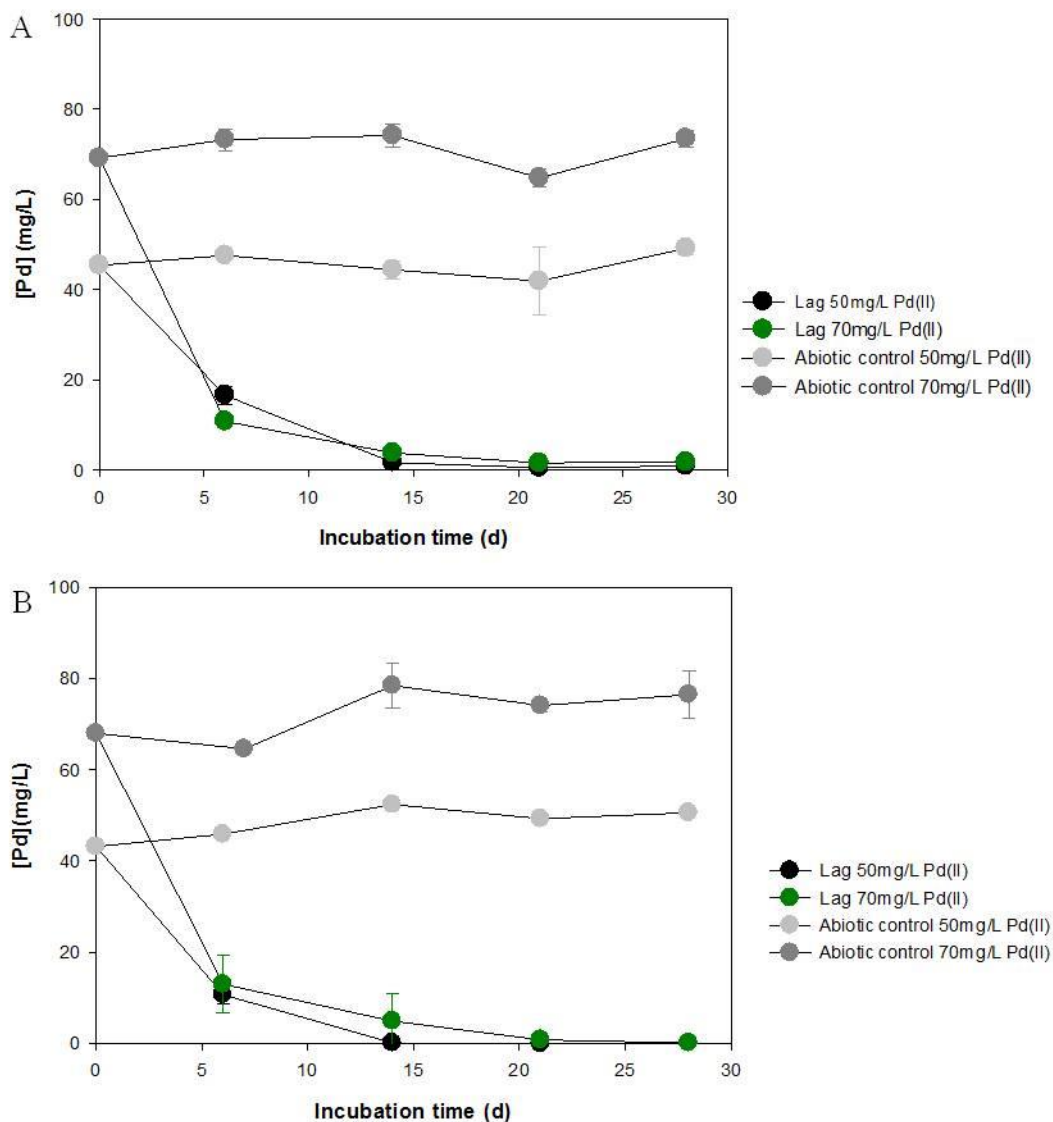 A
100
80
60
40
20
0
[Pd] (mg/L)
0 5 10 15 20 25 30
Incubation time (d)
Lag 50mg/L Pd(II)
Lag 70mg/L Pd(II)
Abiotic control 50mg/L Pd(II)
Abiotic control 70mg/L Pd(II)
B
100
80
60
40
20
0
[Pd](mg/L)
0 5 10 15 20 25 30
Incubation time (d)
Lag 50mg/L Pd(II)
Lag 70mg/L Pd(II)
Abiotic control 50mg/L Pd(II)
Abiotic control 70mg/L Pd(II)